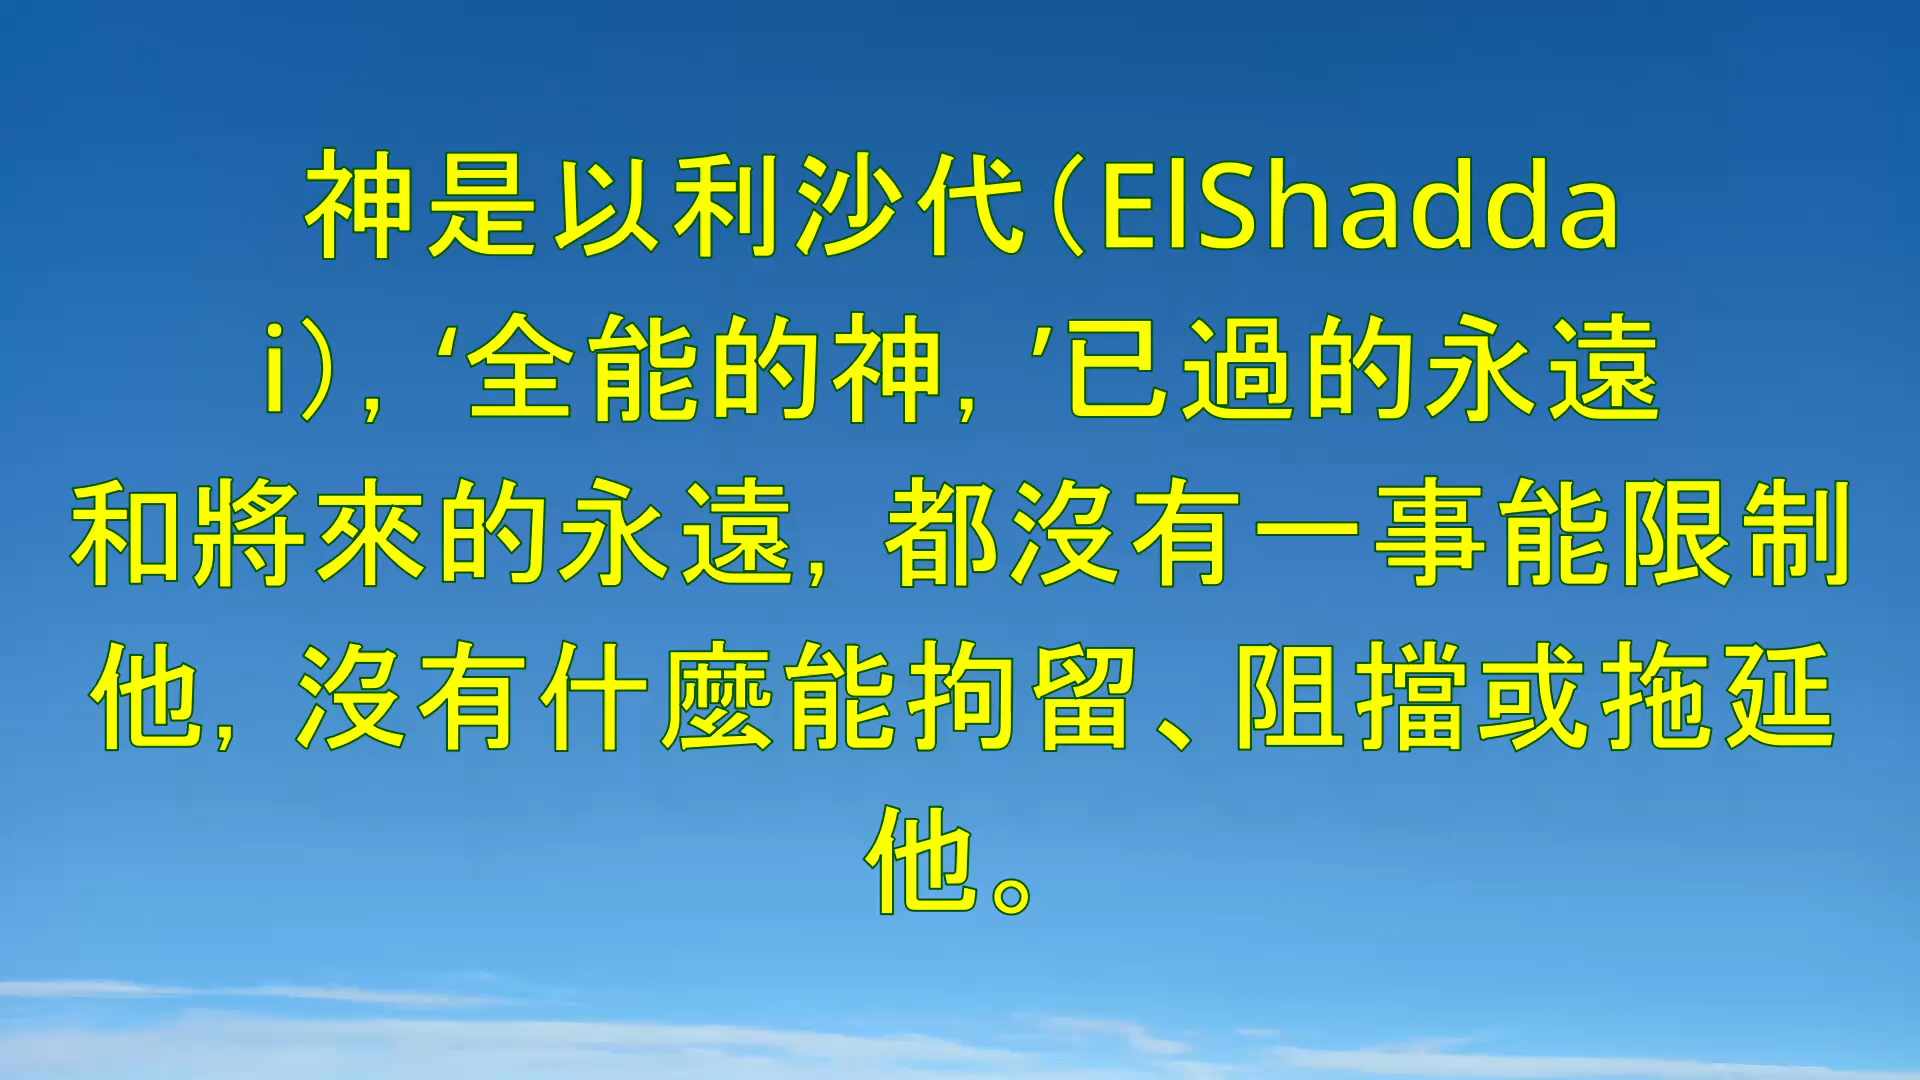 神是以利沙代（ElShadda
i），‘全能的神，’已過的永遠
和將來的永遠，都沒有一事能限制
他，沒有什麼能拘留、阻擋或拖延
他。